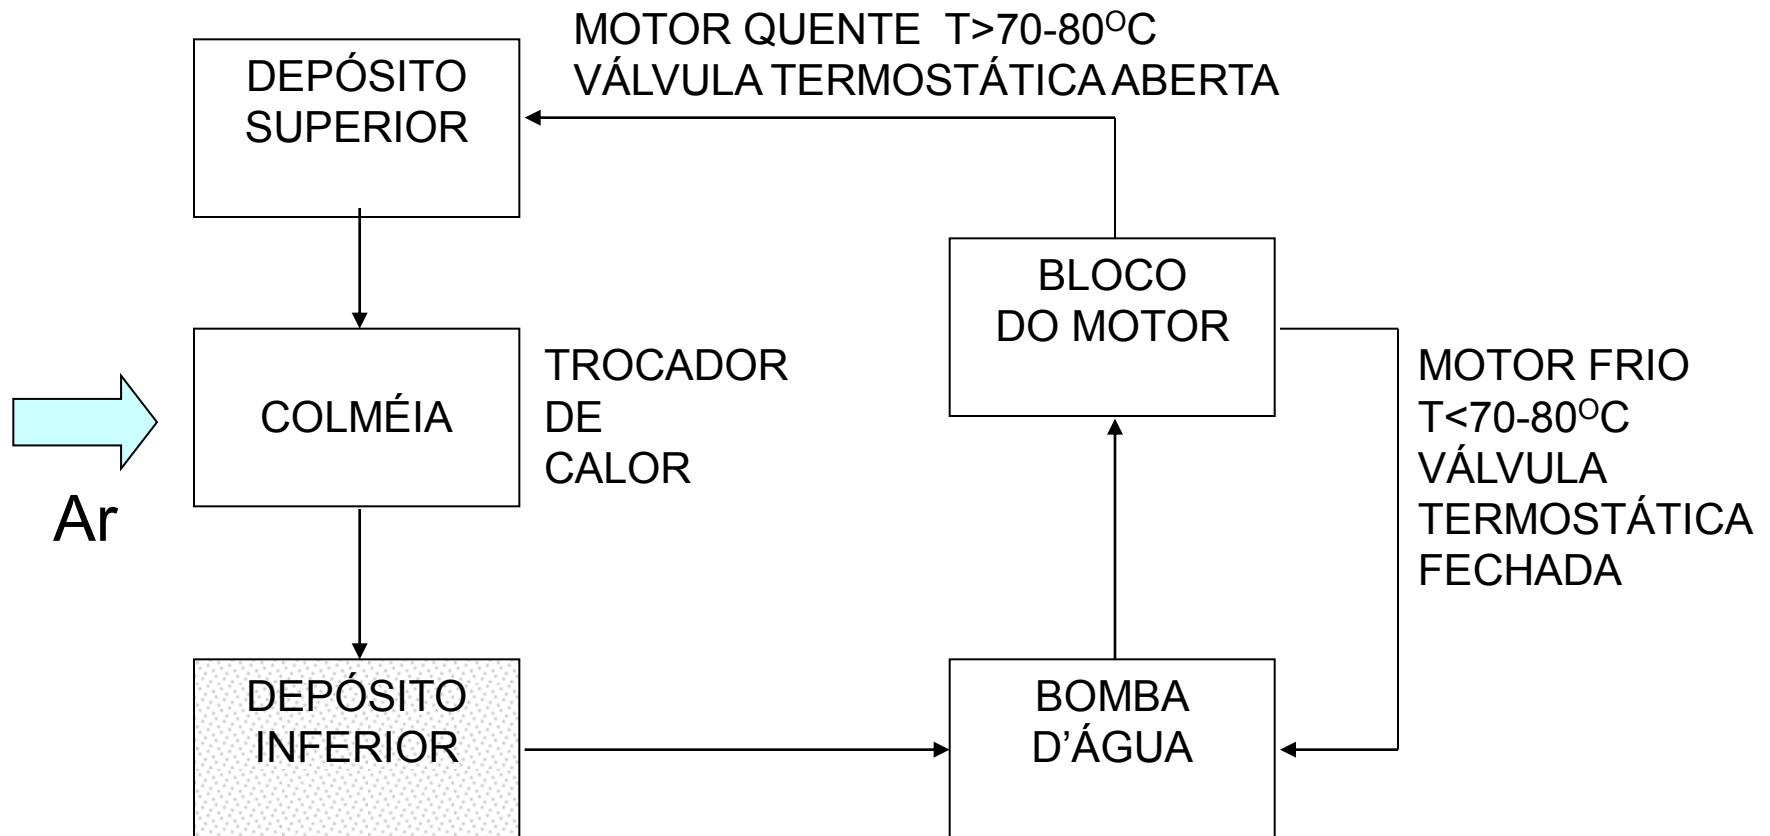 MOTOR QUENTE T>70-80ºC
VÁLVULA TERMOSTÁTICA ABERTA
DEPÓSITO
SUPERIOR
BLOCO
DO MOTOR
COLMÉIA
TROCADOR
DE
CALOR
MOTOR FRIO
T<70-80ºC
VÁLVULA
TERMOSTÁTICA
FECHADA
Ar
DEPÓSITO
INFERIOR
BOMBA
D’ÁGUA